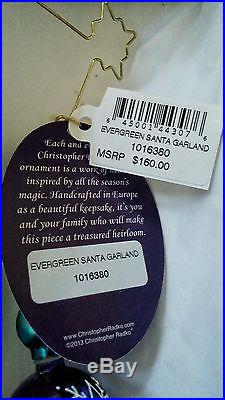 6 45001 44307 6
EVERGREEN SANTA GARLAND
1016380
MSRP $160.00
Each and e
Christopher
ornament is a work of
inspired by all the season's
magic. Handcrafted in Europe
as a beautiful keepsake, it's you
and your family who will make
this piece a treasured heirloom.
EVERGREEN SANTA GARLAND
1016380
www.ChristopherRadko.com
©2013 Christopher Radko®